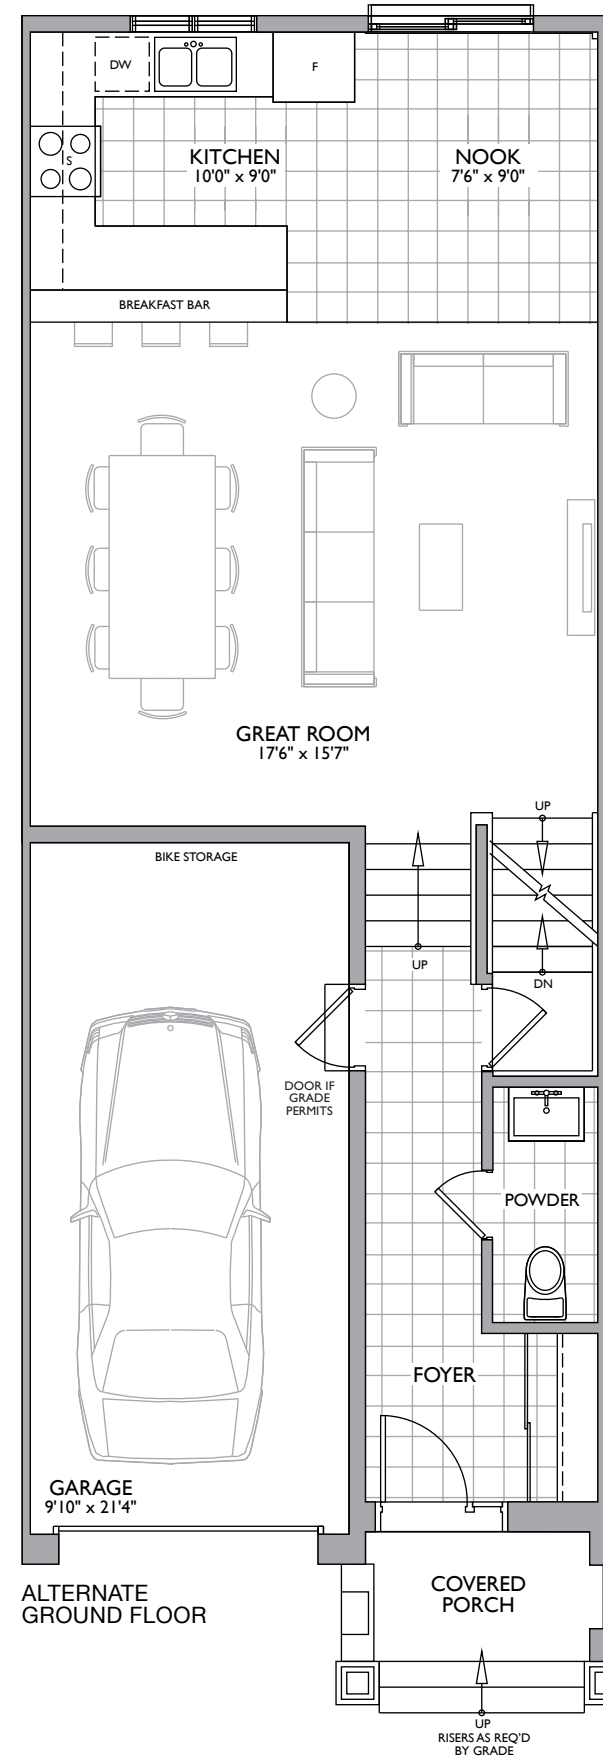 DW
F
S
KITCHEN
10'0" x 9'0"
NOOK
7'6" x 9'0"
BREAKFAST BAR
GREAT ROOM
17'6" x 15'7"
UP
BIKE STORAGE
UP
DN
DOOR IF
GRADE
PERMITS
POWDER
FOYER
GARAGE
9'10" x 21'4"
ALTERNATE
GROUND FLOOR
COVERED
PORCH
UP
RISERS AS REQ'D
BY GRADE